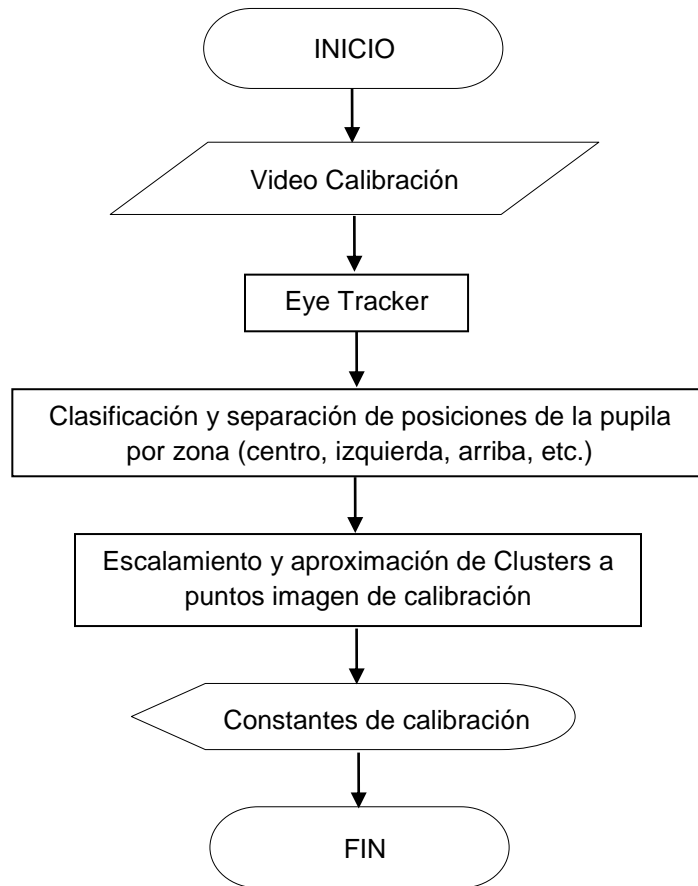 INICIO
Video Calibración
Eye Tracker
Clasificación y separación de posiciones de la pupila
por zona (centro, izquierda, arriba, etc.)
Escalamiento y aproximación de Clusters a
puntos imagen de calibración
Constantes de calibración
FIN